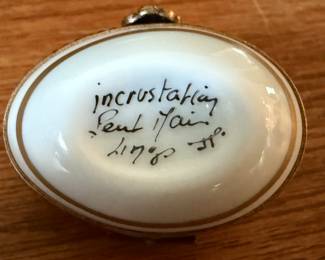 incrustation
Peint Main
Limoges